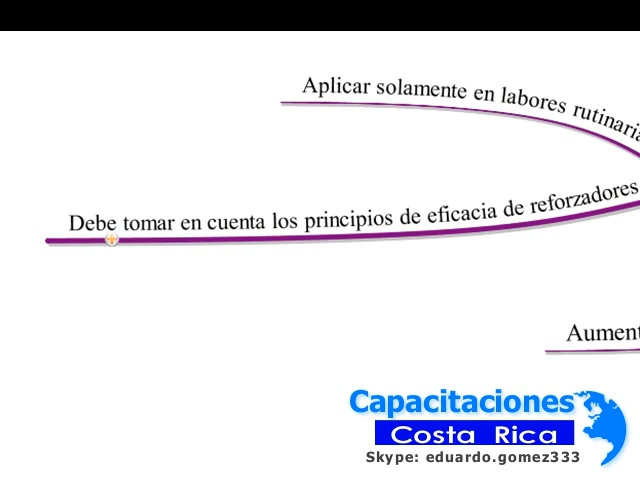 Aplicar solamente en labores rutinaria
Debe tomar en cuenta los principios de eficacia de reforzadores
Aument
Capacitaciones
Costa Rica
Skype: eduardo.gomez333